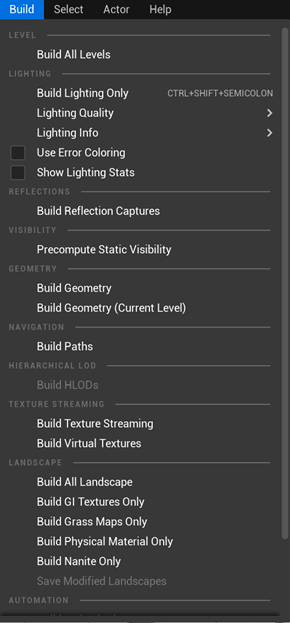 Build Select Actor Help
LEVEL
Build All Levels
LIGHTING
Build Lighting Only CTRL+SHIFT+SEMICOLON
Lighting Quality
Lighting Info
Use Error Coloring
Show Lighting Stats
REFLECTIONS
Build Reflection Captures
VISIBILITY
Precompute Static Visibility
GEOMETRY
Build Geometry
Build Geometry (Current Level)
NAVIGATION
Build Paths
HIERARCHICAL LOD
Build HLODs
TEXTURE STREAMING
Build Texture Streaming
Build Virtual Textures
LANDSCAPE
Build All Landscape
Build GI Textures Only
Build Grass Maps Only
Build Physical Material Only
Build Nanite Only
Save Modified Landscapes
AUTOMATION